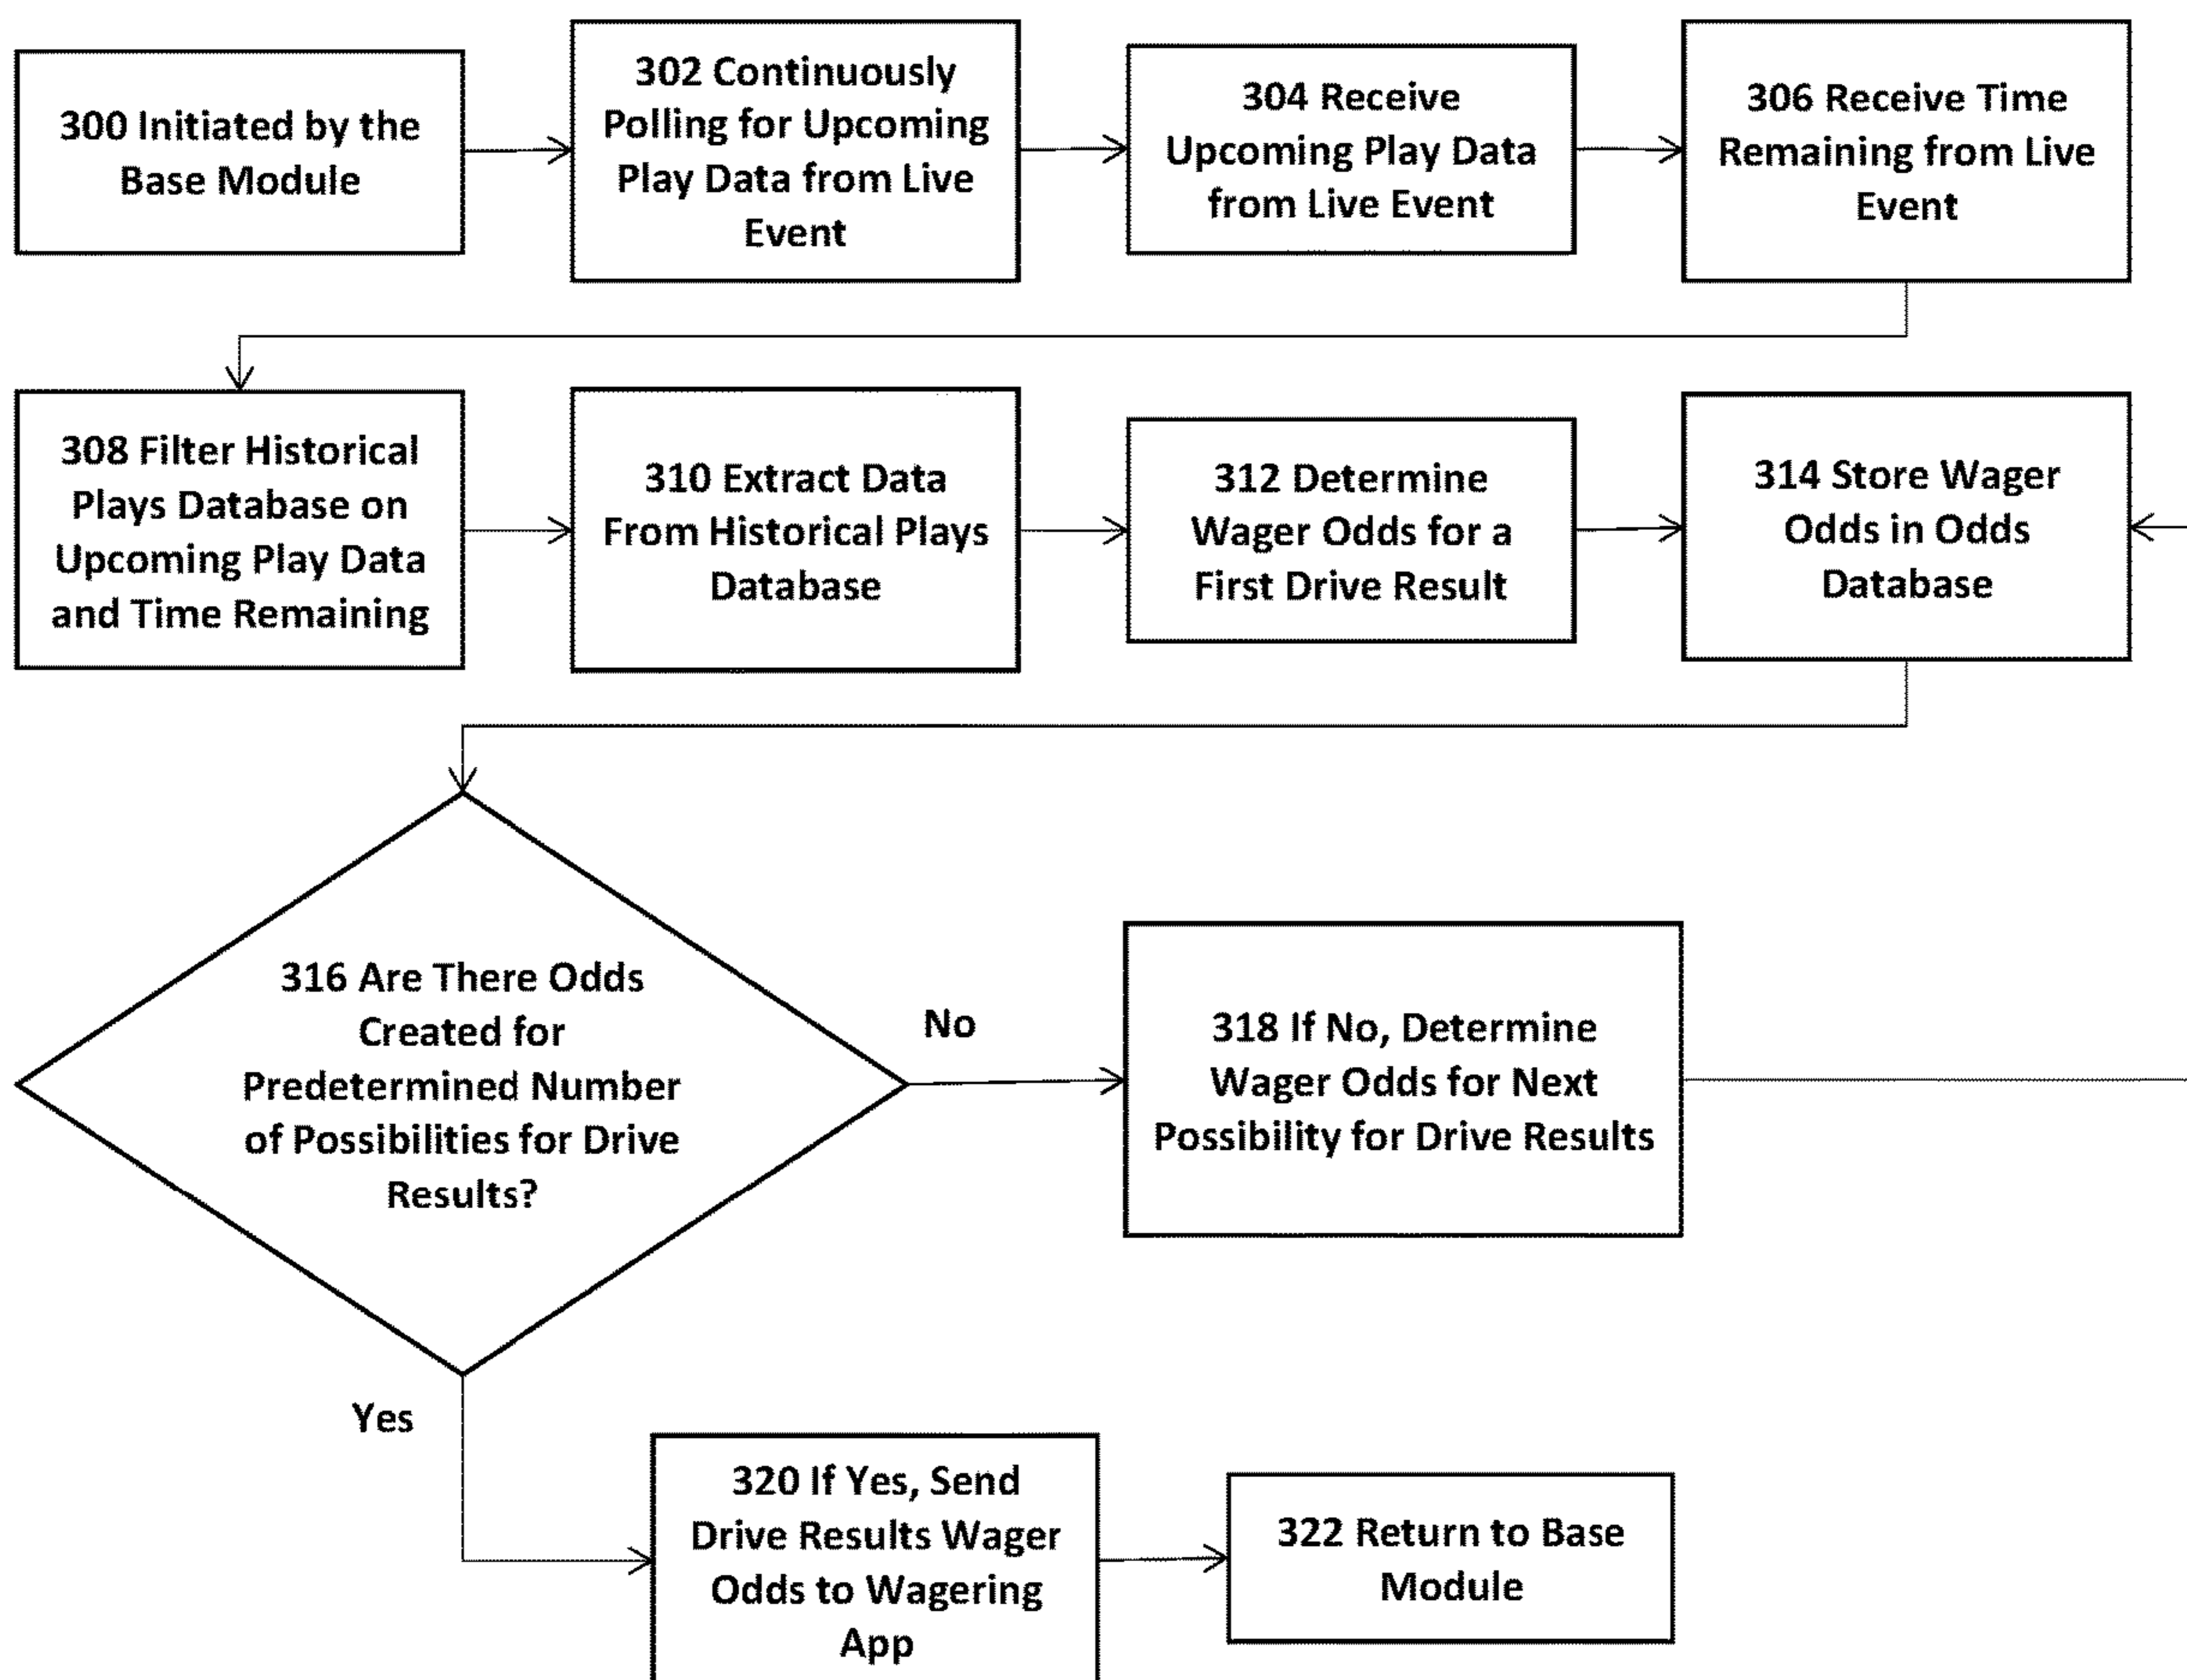 300 Initiated by the
Base Module
302 Continuously
Polling for Upcoming
Play Data from Live
Event
304 Receive
Upcoming Play Data
from Live Event
306 Receive Time
Remaining from Live
Event
308 Filter Historical
Plays Database on
Upcoming Play Data
and Time Remaining
310 Extract Data
From Historical Plays
Database
312 Determine
Wager Odds for a
First Drive Result
314 Store Wager
Odds in Odds
Database
316 Are There Odds
Created for
Predetermined Number
of Possibilities for Drive
Results?
No
318 If No, Determine
Wager Odds for Next
Possibility for Drive Results
Yes
320 If Yes, Send
Drive Results Wager
Odds to Wagering
App
322 Return to Base
Module